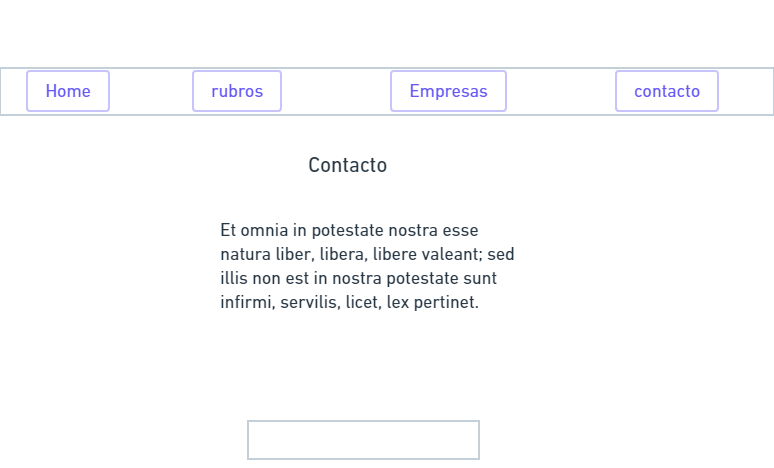 Home rubros Empresas contacto
Contacto
Et omnia in potestate nostra esse
natura liber, libera, libere valeant; sed
illis non est in nostra potestate sunt
infirmi, servilis, licet, lex pertinet.